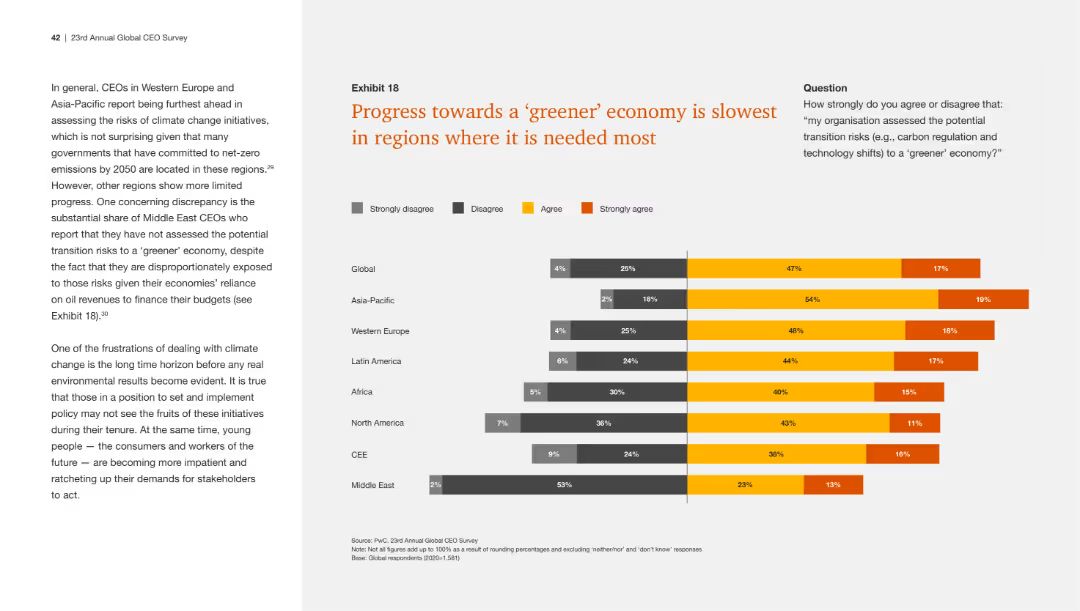 42 | 23rd Annual Global CEO Survey
In general, CEOs in Western Europe and
Asia-Pacific report being furthest ahead in
assessing the risks of climate change initiatives,
which is not surprising given that many
governments that have committed to net-zero
emissions by 2050 are located in these regions.29
However, other regions show more limited
progress. One concerning discrepancy is the
substantial share of Middle East CEOs who
report that they have not assessed the potential
transition risks to a ‘greener’ economy, despite
the fact that they are disproportionately exposed
to those risks given their economies’ reliance
on oil revenues to finance their budgets (see
Exhibit 18).30
One of the frustrations of dealing with climate
change is the long time horizon before any real
environmental results become evident. It is true
that those in a position to set and implement
policy may not see the fruits of these initiatives
during their tenure. At the same time, young
people — the consumers and workers of the
future — are becoming more impatient and
ratcheting up their demands for stakeholders
to act.
Exhibit 18
Progress towards a ‘greener’ economy is slowest
in regions where it is needed most
Question
How strongly do you agree or disagree that:
“my organisation assessed the potential
transition risks (e.g., carbon regulation and
technology shifts) to a ‘greener’ economy?”
Strongly disagree Disagree Agree Strongly agree
Global 4% 25% 47% 17%
Asia-Pacific 2% 16% 54% 19%
Western Europe 4% 25% 48% 18%
Latin America 6% 24% 44% 17%
Africa 5% 30% 40% 15%
North America 7% 36% 43% 11%
CEE 9% 24% 38% 16%
Middle East 2% 53% 23% 13%
Source: PwC, 23rd Annual Global CEO Survey
Note: Not all figures add up to 100% as a result of rounding percentages and excluding ‘neither/nor’ and ‘don’t know’ responses
Base: Global respondents (2020=1,581)